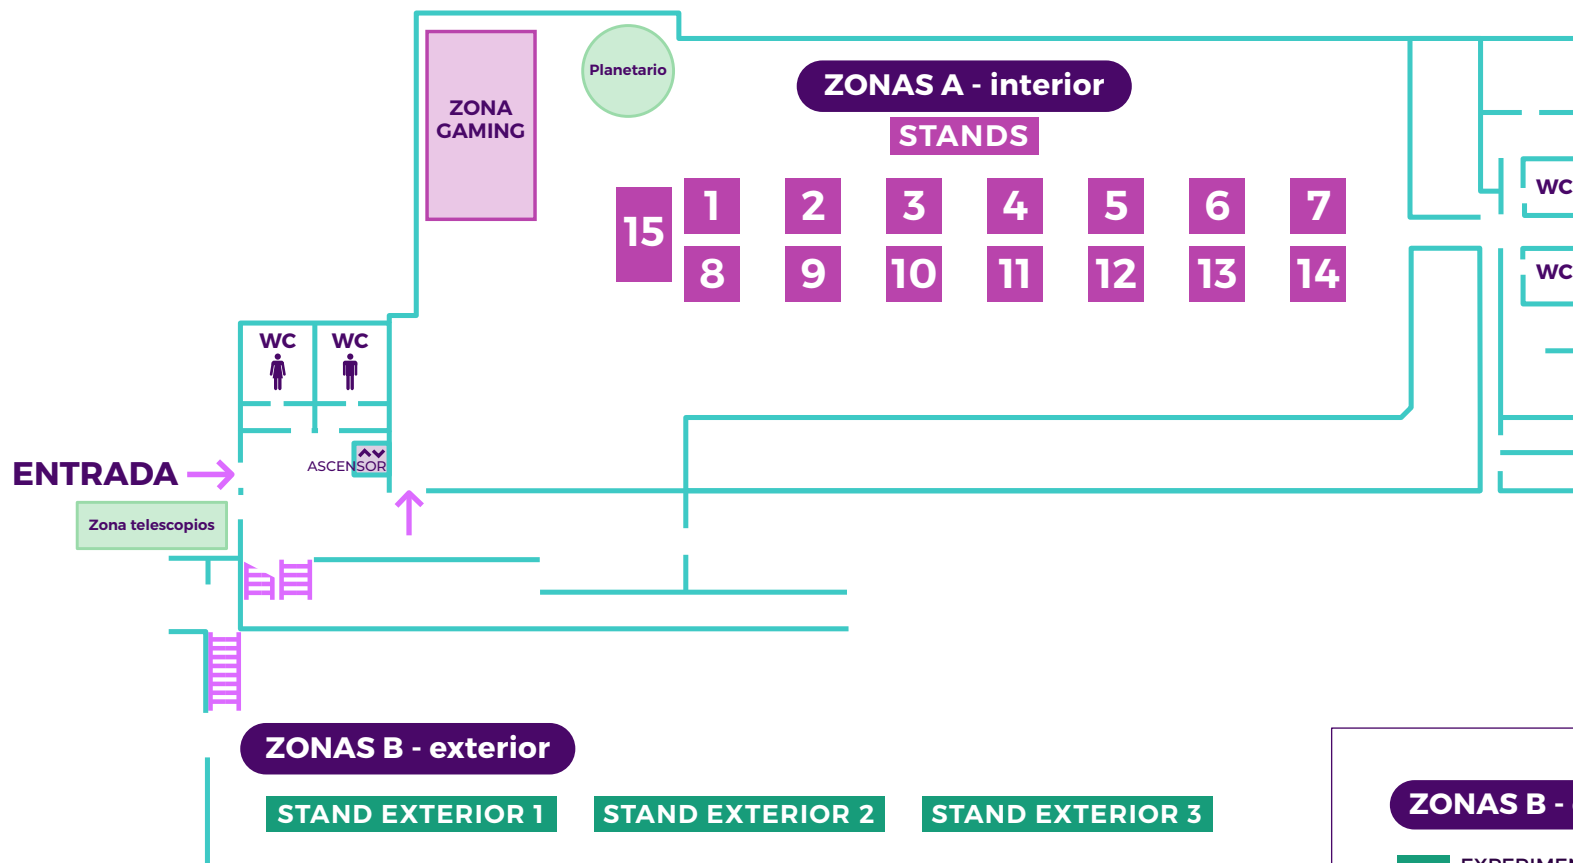 Planetario
ZONAS A - interior
ZONA
GAMING
STANDS
15
1
2
3
4
5
6
7
8
9
10
11
12
13
14
WC
WC
WC
WC
ASCENSOR
ENTRADA
Zona telescopios
ZONAS B - exterior
STAND EXTERIOR 1
STAND EXTERIOR 2
STAND EXTERIOR 3
ZONAS B -